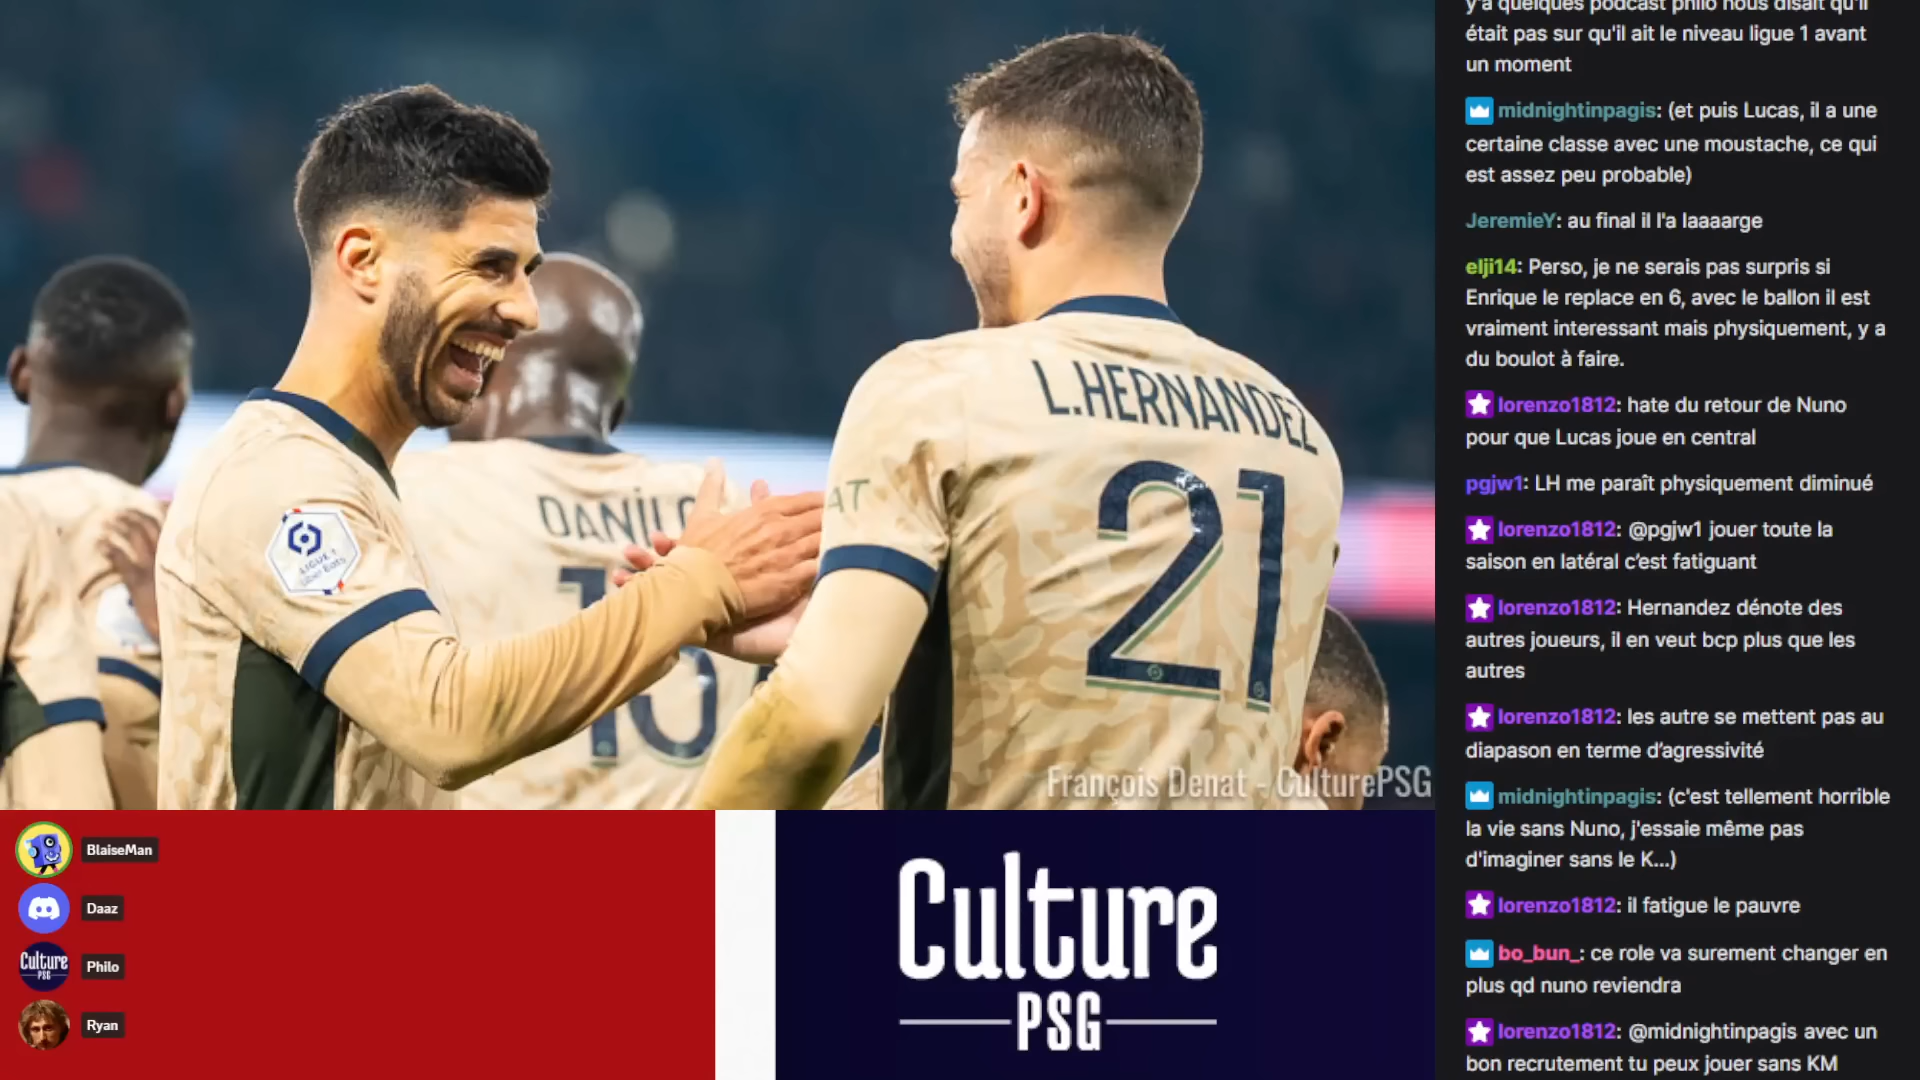 L.HERNANDEZ
21
DANILO
LIGUE 1
Uber Eats
François Denat - CulturePSG
BlaiseMan
Daaz
Culture
PSG
Philo
Ryan
Culture
PSG
y'a quelques podcast philo nous disait qu'il
était pas sur qu'il ait le niveau ligue 1 avant
un moment
midnightinpagis: (et puis Lucas, il a une
certaine classe avec une moustache, ce qui
est assez peu probable)
JeremieY: au final il l'a laaaarge
elji14: Perso, je ne serais pas surpris si
Enrique le replace en 6, avec le ballon il est
vraiment interessant mais physiquement, y a
du boulot à faire.
lorenzo1812: hate du retour de Nuno
pour que Lucas joue en central
pgjw1: LH me paraît physiquement diminué
lorenzo1812: @pgjw1 jouer toute la
saison en latéral c’est fatiguant
lorenzo1812: Hernandez dénote des
autres joueurs, il en veut bcp plus que les
autres
lorenzo1812: les autre se mettent pas au
diapason en terme d’agressivité
midnightinpagis: (c'est tellement horrible
la vie sans Nuno, j'essaie même pas
d'imaginer sans le K...)
lorenzo1812: il fatigue le pauvre
bo_bun_: ce role va surement changer en
plus qd nuno reviendra
lorenzo1812: @midnightinpagis avec un
bon recrutement tu peux jouer sans KM